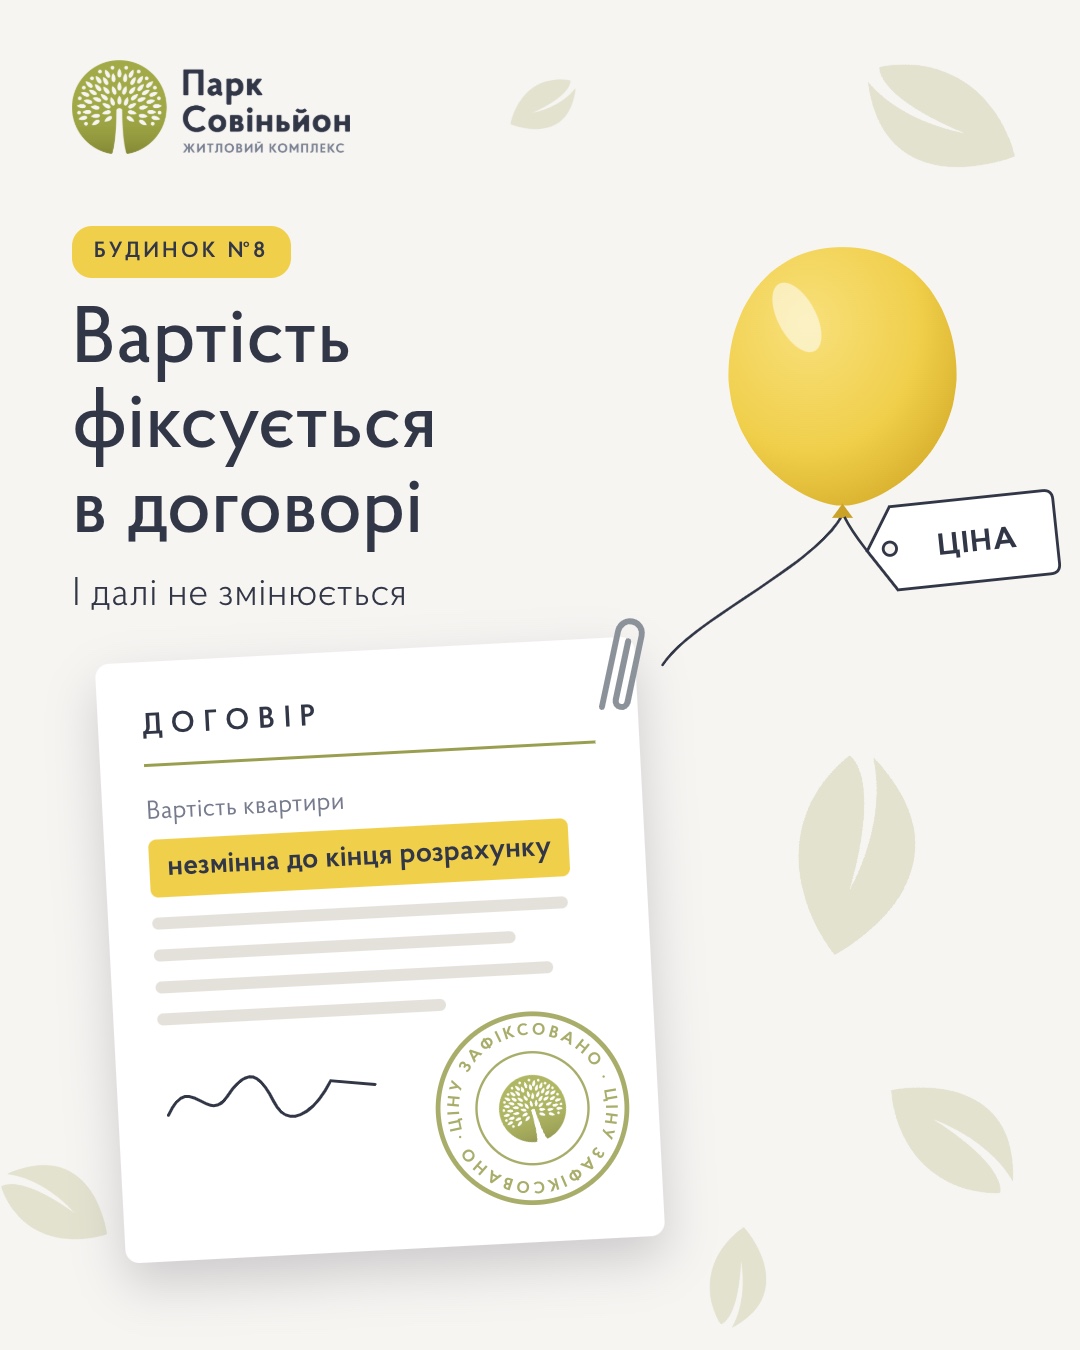 Парк
Совіньйон
ЖИТЛОВИЙ КОМПЛЕКС
БУДИНОК №8
Вартість
фіксується
в договорі
І далі не змінюється
ЦІНА
ДОГОВІР
Вартість квартири
незмінна до кінця розрахунку
ЦІНУ ЗАФІКСОВАНО · ЦІНУ ЗАФІКСОВАНО ·